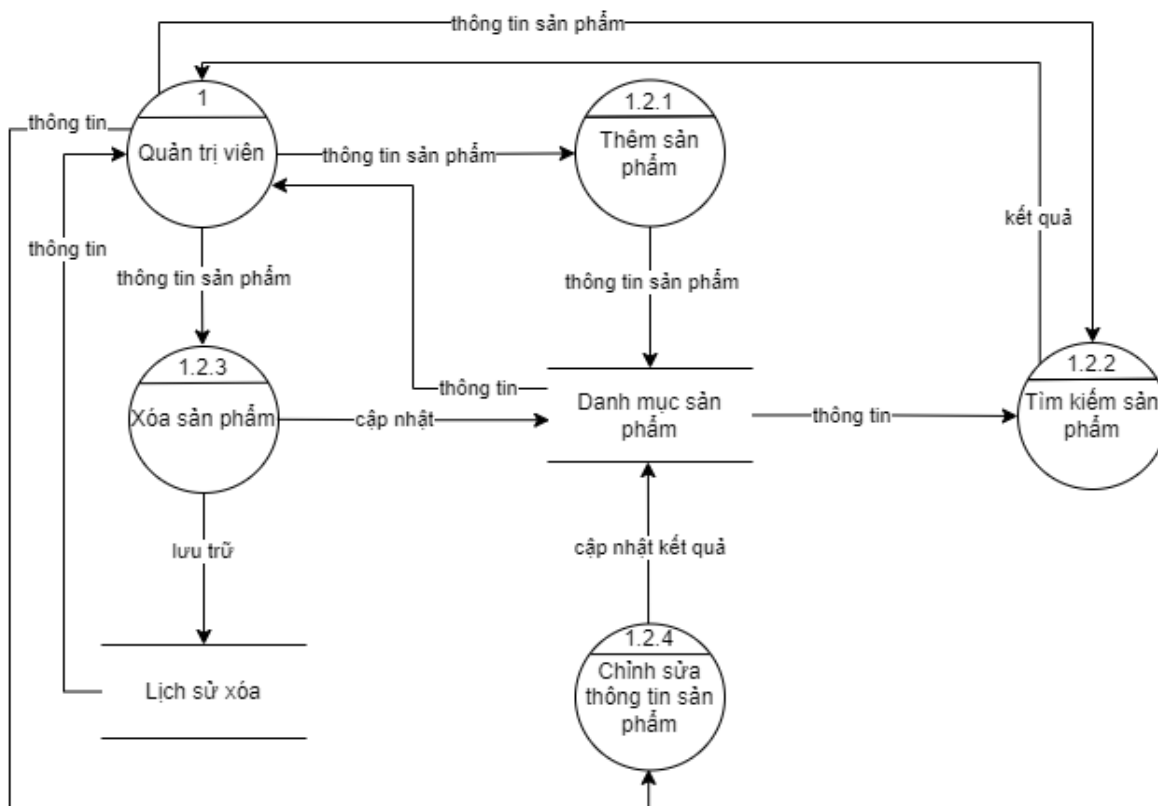 thông tin sản phẩm
1
1.2.1
thông tin
Quản trị viên
thông tin sản phẩm
Thêm sản
phẩm
kết quả
thông tin
thông tin sản phẩm
thông tin sản phẩm
1.2.3
1.2.2
Xóa sản phẩm
cập nhật
thông tin
Danh mục sản
phẩm
thông tin
Tìm kiếm sản
phẩm
lưu trữ
cập nhật kết quả
1.2.4
Lịch sử xóa
Chỉnh sửa
thông tin sản
phẩm